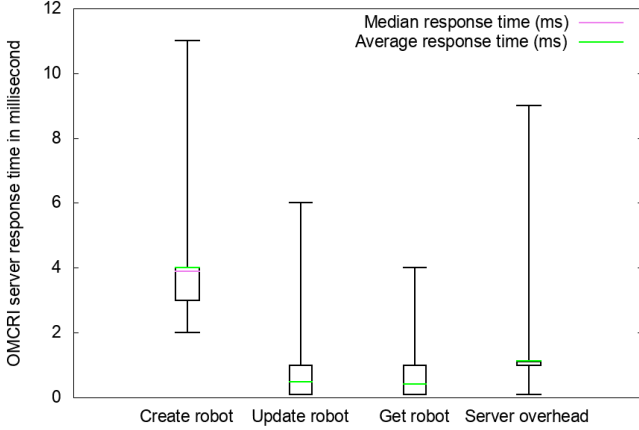 Median response time (ms)
Average response time (ms)
OMCRI server response time in millisecond
12
10
8
6
4
2
0
Create robot Update robot Get robot Server overhead